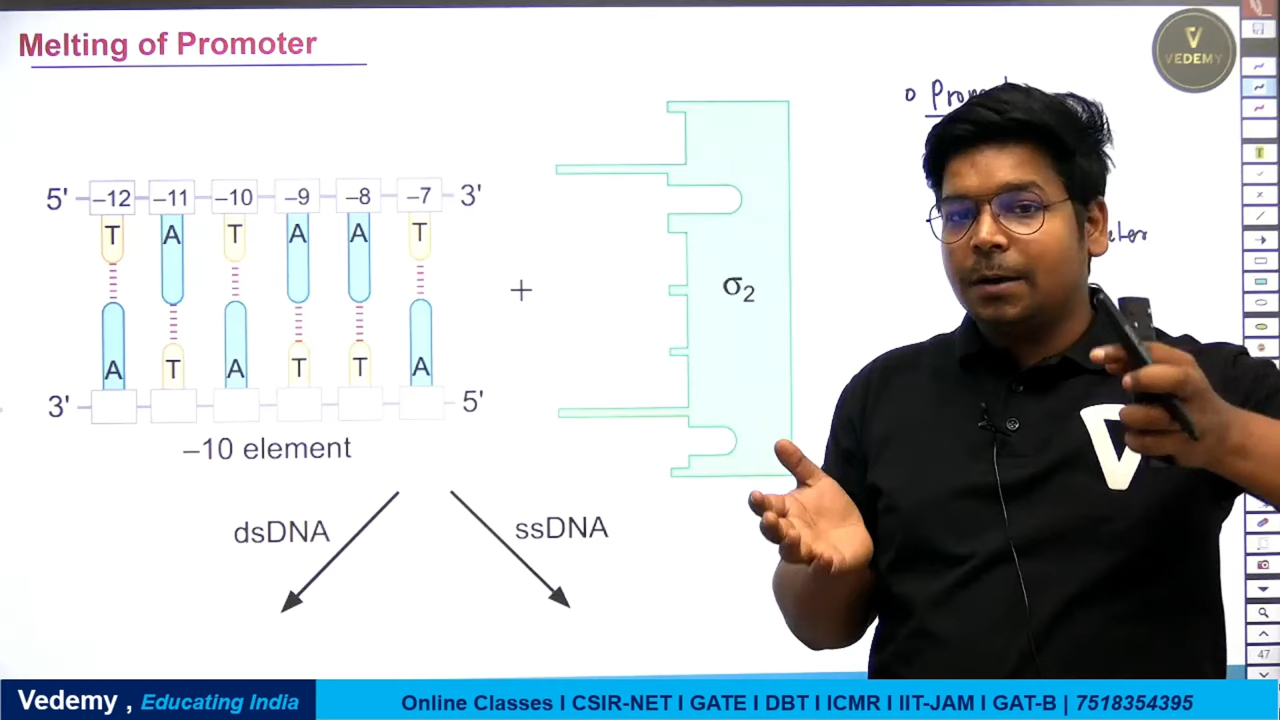 Melting of Promoter
V
VEDEMY
5' –12 –11 –10 –9 –8 –7 3'
T A T A A T
+
σ2
A T A T T A
3' 5'
–10 element
dsDNA ssDNA
V
47
Vedemy , Educating India
Online Classes I CSIR-NET I GATE I DBT I ICMR I IIT-JAM I GAT-B | 7518354395